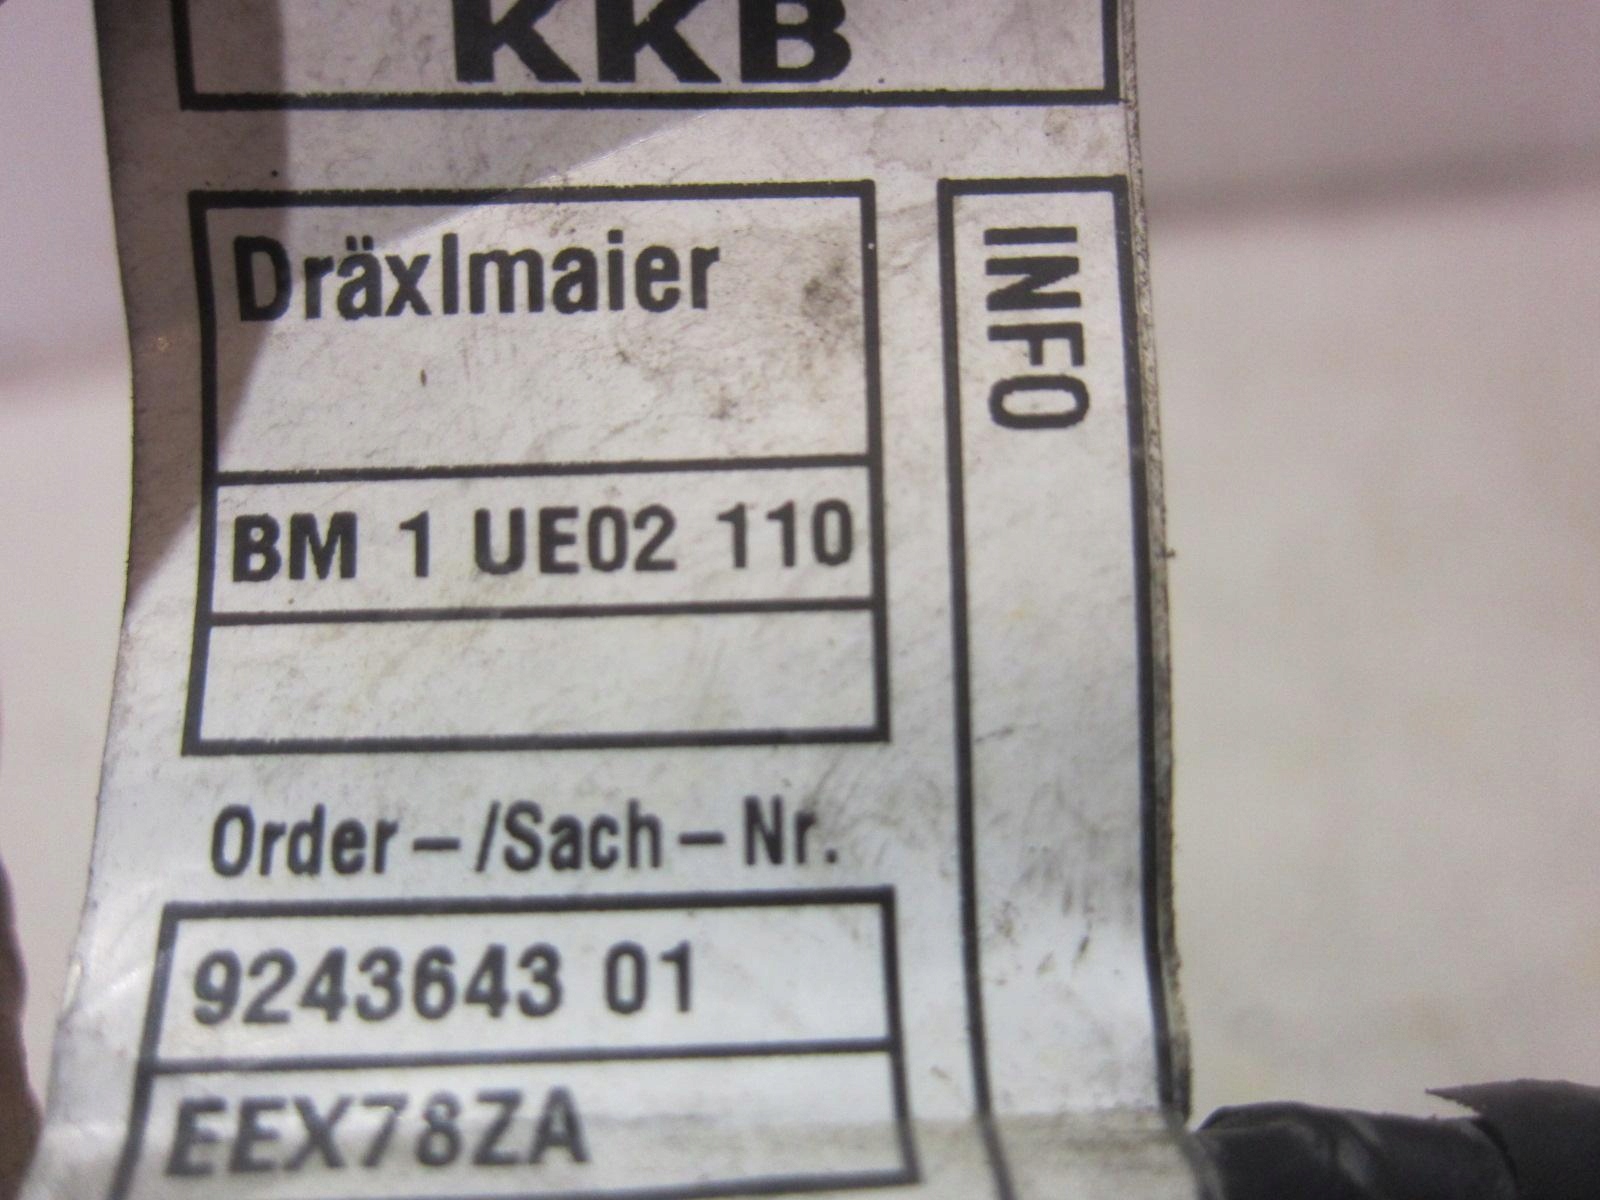 KKB
Dräxlmaier
INFO
BM 1 UE02 110
Order-/Sach-Nr.
9243643 01
EEX78ZA